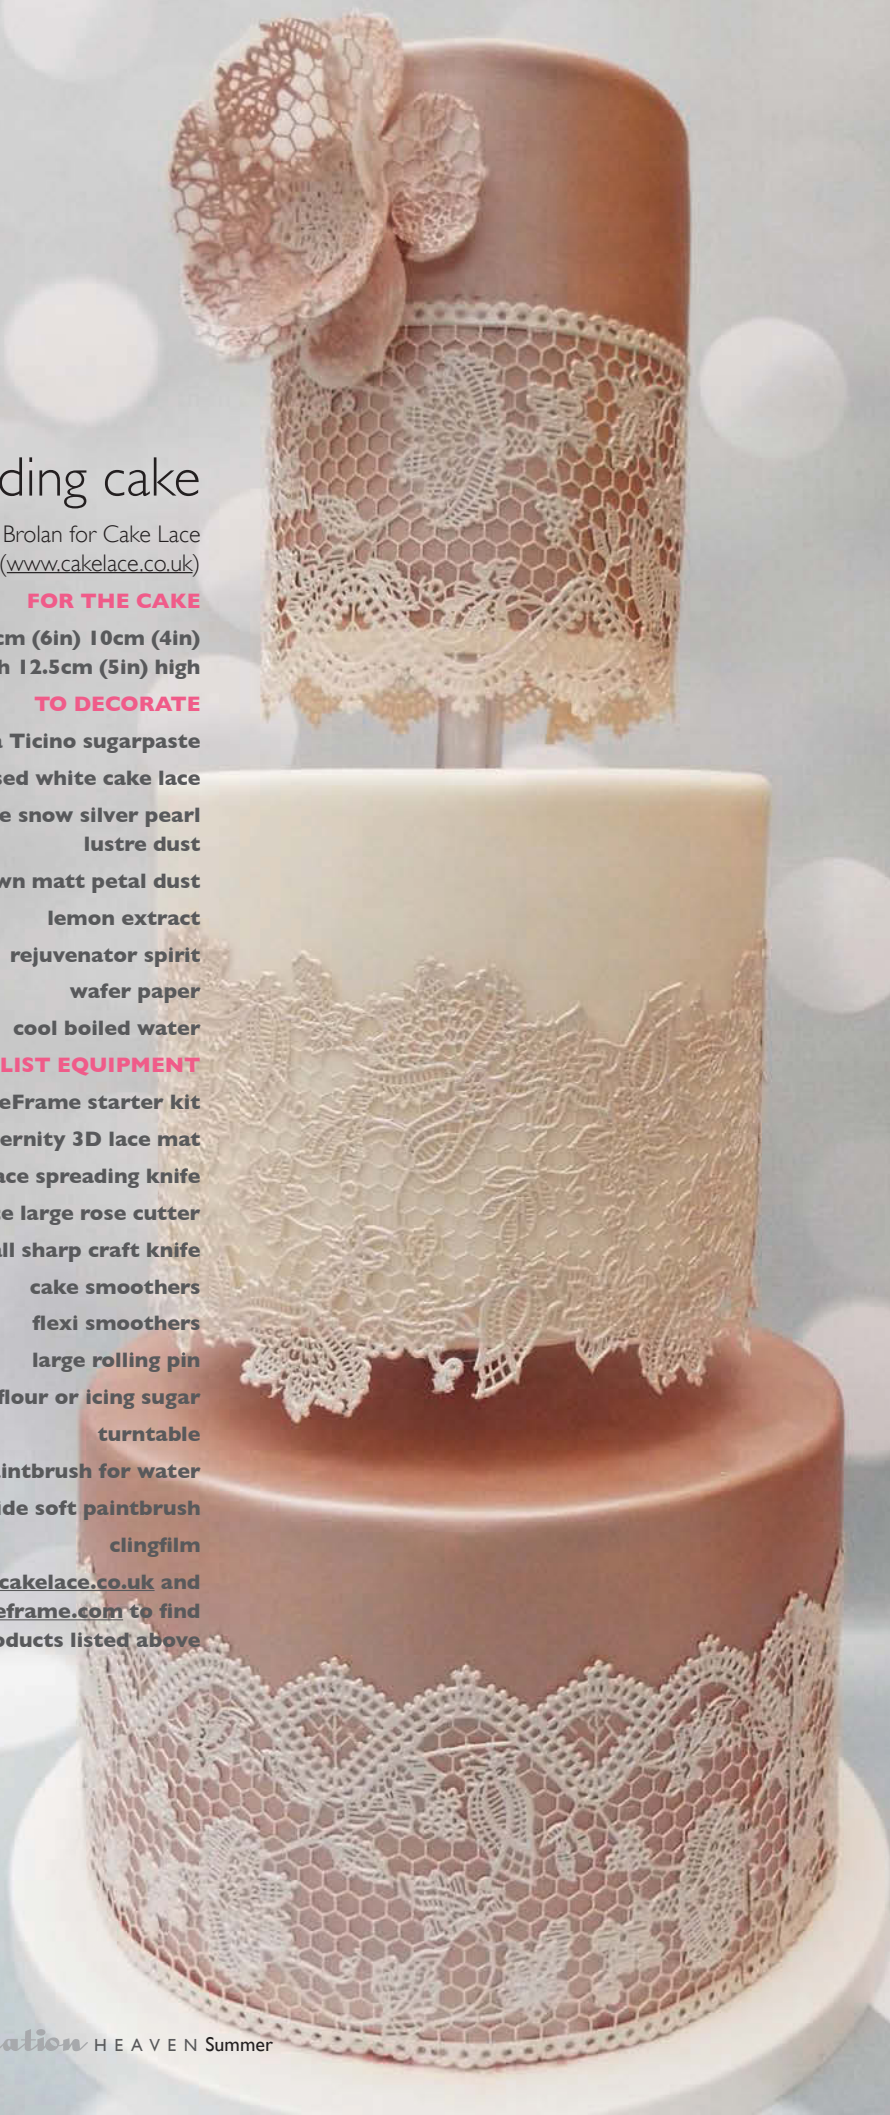 ding cake
Brolan for Cake Lace
(www.cakelace.co.uk)
FOR THE CAKE
cm (6in) 10cm (4in)
h 12.5cm (5in) high
TO DECORATE
a Ticino sugarpaste
sed white cake lace
e snow silver pearl
lustre dust
wn matt petal dust
lemon extract
rejuvenator spirit
wafer paper
cool boiled water
LIST EQUIPMENT
eFrame starter kit
ernity 3D lace mat
ace spreading knife
te large rose cutter
all sharp craft knife
cake smoothers
flexi smoothers
large rolling pin
flour or icing sugar
turntable
intbrush for water
ide soft paintbrush
clingfilm
cakelace.co.uk and
eframe.com to find
oducts listed above
ation HEAVEN Summer